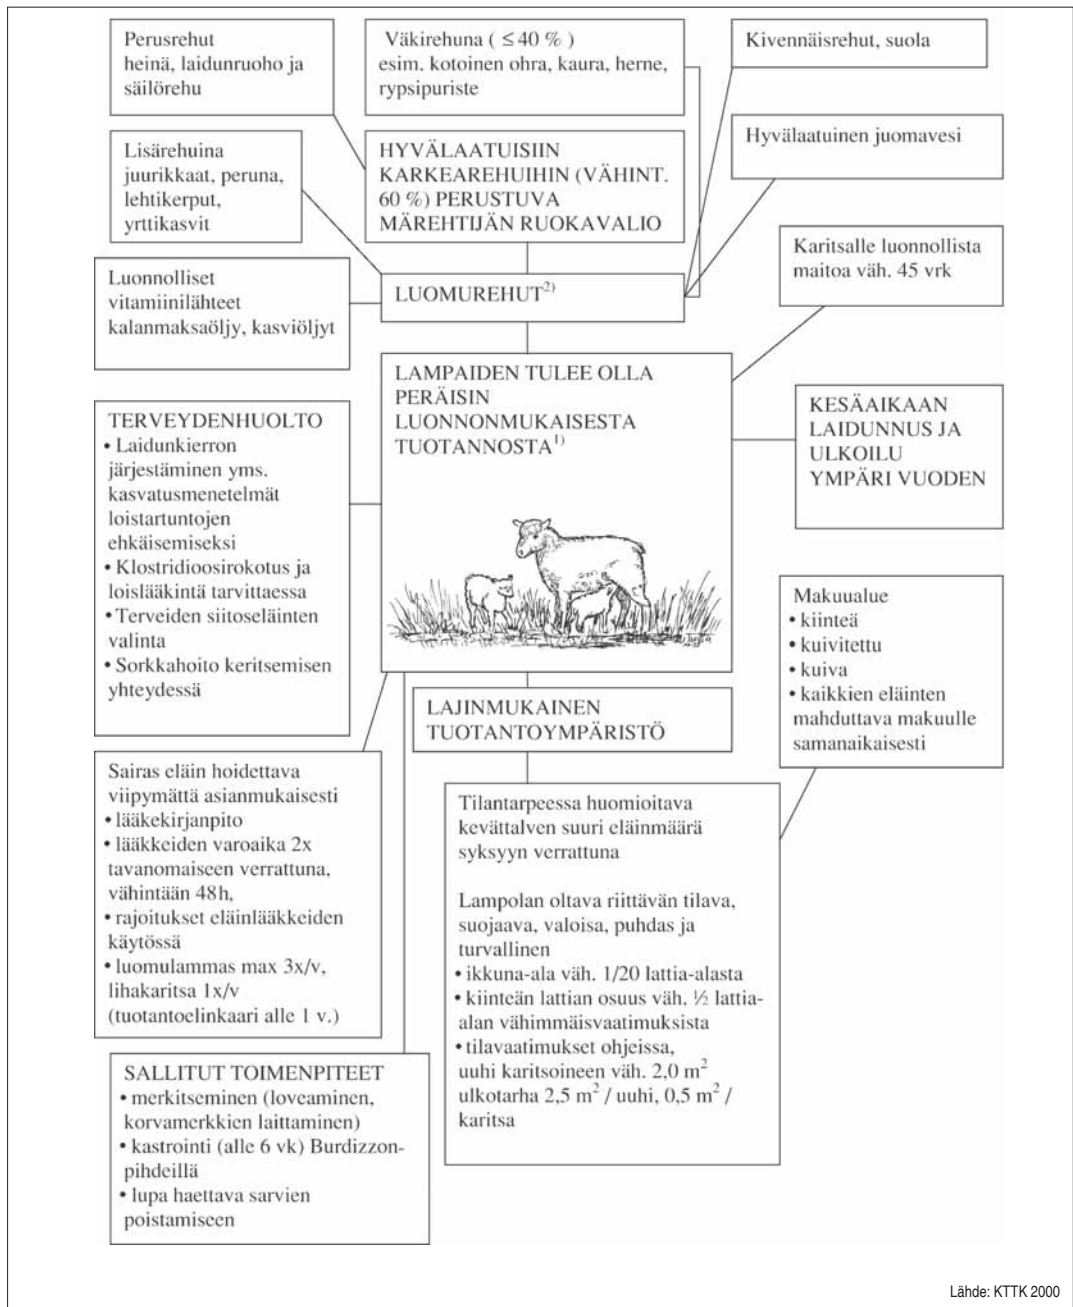 Perusrehut
heinä, laidunruoho ja
säilörehu
Väkirehuna ( ≤ 40 % )
esim. kotoinen ohra, kaura, herne,
rypsipuriste
Kivennäisrehut, suola
Hyvälaatuinen juomavesi
Lisärehuina
juurikkaat, peruna,
lehtikerput,
yrttikasvit
HYVÄLAATUISIIN
KARKEAREHUIHIN (VÄHINT.
60 %) PERUSTUVA
MÄREHTIJÄN RUOKAVALIO
Karitsalle luonnollista
maitoa väh. 45 vrk
Luonnolliset
vitamiinilähteet
kalanmaksaöljy, kasviöljyt
LUOMUREHUT2)
LAMPAIDEN TULEE OLLA
PERÄISIN
LUONNONMUKAISESTA
TUOTANNOSTA1)
KESÄAIKAAN
LAIDUNNUS JA
ULKOILU
YMPÄRI VUODEN
TERVEYDENHUOLTO
• Laidunkierron
järjestäminen yms.
kasvatusmenetelmät
loistartuntojen
ehkäisemiseksi
• Klostridioosirokotus ja
loislääkintä tarvittaessa
• Terveiden siitoseläinten
valinta
• Sorkkahoito keritsemisen
yhteydessä
Makuualue
• kiinteä
• kuivitettu
• kuiva
• kaikkien eläinten
mahduttava makuulle
samanaikaisesti
LAJINMUKAINEN
TUOTANTOYMPÄRISTÖ
Sairas eläin hoidettava
viipymättä asianmukaisesti
• lääkekirjanpito
• lääkkeiden varoaika 2x
tavanomaiseen verrattuna,
vähintään 48h,
• rajoitukset eläinlääkkeiden
käytössä
• luomulammas max 3x/v,
lihakaritsa 1x/v
(tuotantoelinkaari alle 1 v.)
Tilantarpeessa huomioitava
kevättalven suuri eläinmäärä
syksyyn verrattuna
Lampolan oltava riittävän tilava,
suojaava, valoisa, puhdas ja
turvallinen
• ikkuna-ala väh. 1/20 lattia-alasta
• kiinteän lattian osuus väh. ½ lattia-
alan vähimmäisvaatimuksista
• tilavaatimukset ohjeissa,
uuhi karitsoineen väh. 2,0 m²
ulkotarha 2,5 m² / uuhi, 0,5 m² /
karitsa
SALLITUT TOIMENPITEET
• merkitseminen (loveaminen,
korvamerkkien laittaminen)
• kastrointi (alle 6 vk) Burdizzon-
pihdeillä
• lupa haettava sarvien
poistamiseen
Lähde: KTTK 2000